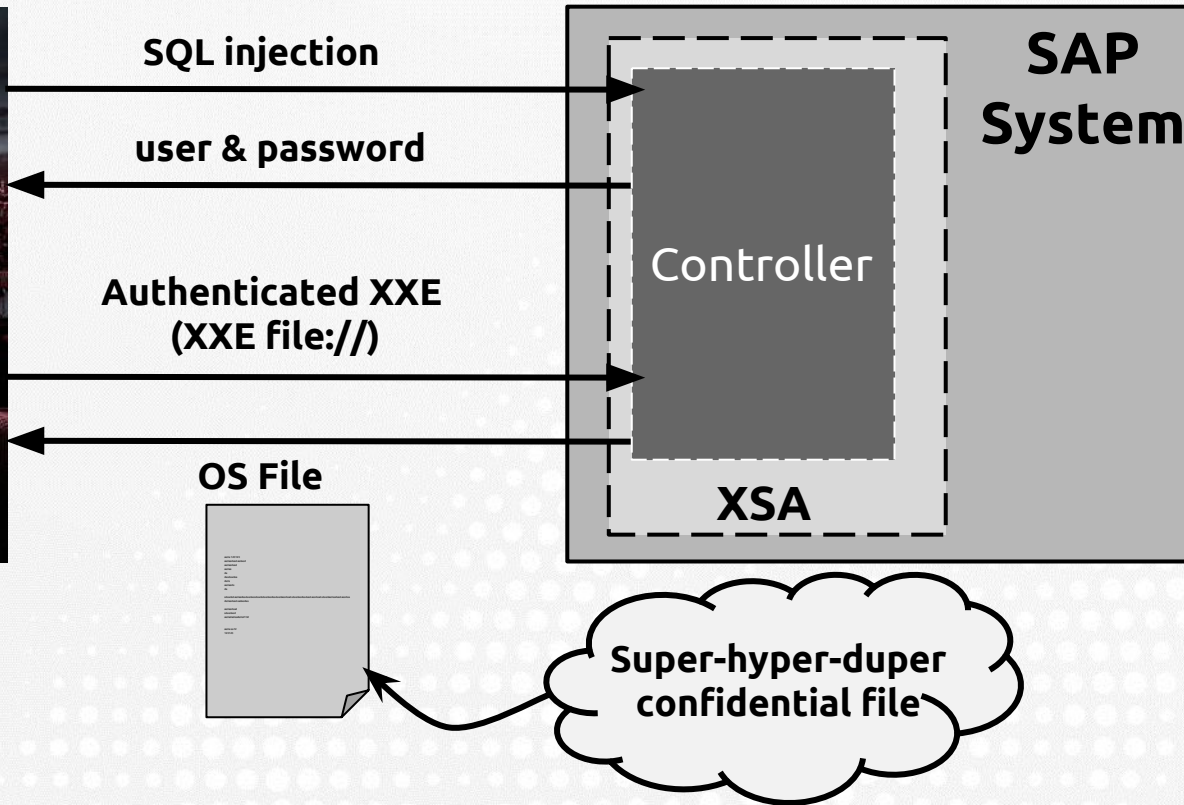 SQL injection
SAP
System
user & password
Controller
Authenticated XXE
(XXE file://)
OS File
XSA
Super-hyper-duper
confidential file